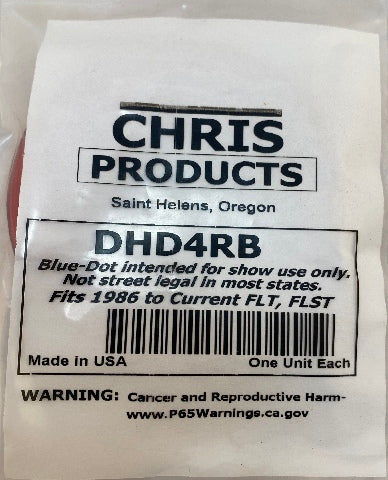 CHRIS
PRODUCTS
Saint Helens, Oregon
DHD4RB
Blue-Dot intended for show use only.
Not street legal in most states.
Fits 1986 to Current FLT, FLST
Made in USA One Unit Each
WARNING: Cancer and Reproductive Harm-
www.P65Warnings.ca.gov